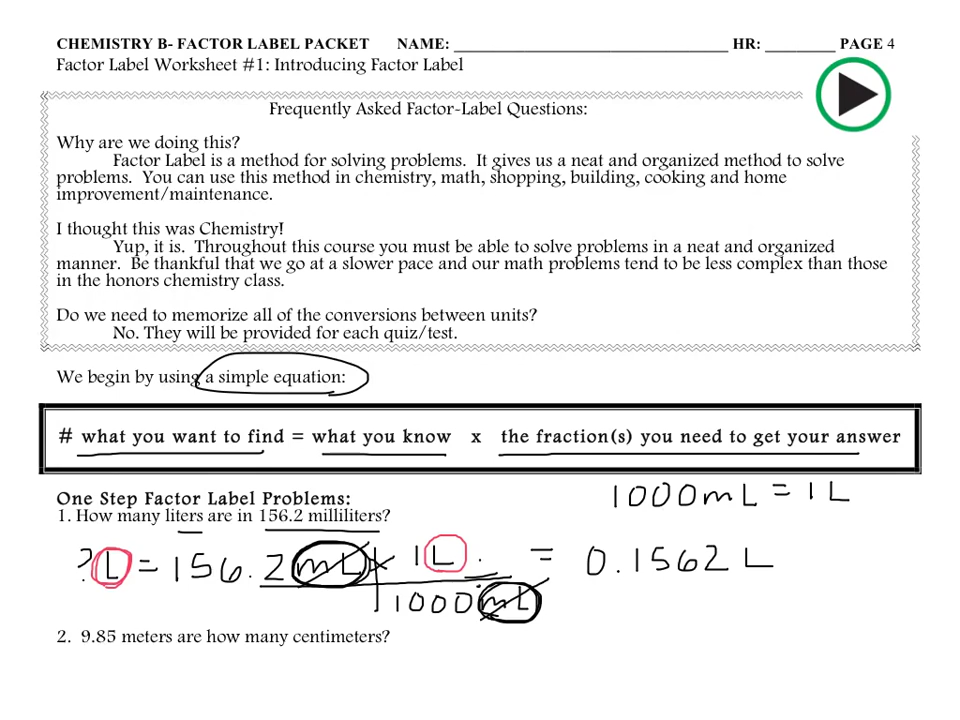 CHEMISTRY B- FACTOR LABEL PACKET NAME: ________________________________ HR: ________ PAGE 4
Factor Label Worksheet #1: Introducing Factor Label
Frequently Asked Factor-Label Questions:
Why are we doing this?
Factor Label is a method for solving problems. It gives us a neat and organized method to solve
problems. You can use this method in chemistry, math, shopping, building, cooking and home
improvement/maintenance.
I thought this was Chemistry!
Yup, it is. Throughout this course you must be able to solve problems in a neat and organized
manner. Be thankful that we go at a slower pace and our math problems tend to be less complex than those
in the honors chemistry class.
Do we need to memorize all of the conversions between units?
No. They will be provided for each quiz/test.
We begin by using a simple equation:
# what you want to find = what you know x the fraction(s) you need to get your answer
One Step Factor Label Problems:
1000mL = 1L
1. How many liters are in 156.2 milliliters?
? L = 156.2 mL x 1 L = 0.1562 L
1000 mL
2. 9.85 meters are how many centimeters?